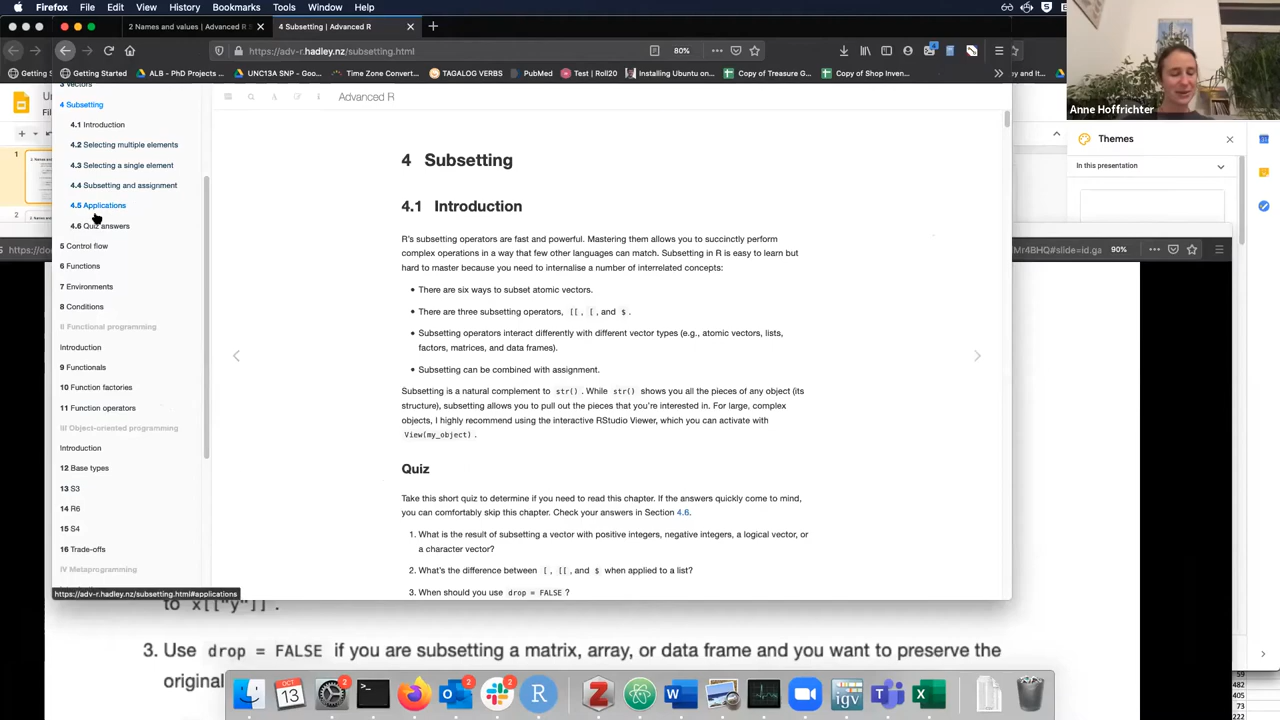 Firefox File Edit View History Bookmarks Tools Window Help
2 Names and values | Advanced R
4 Subsetting | Advanced R
https://adv-r.hadley.nz/subsetting.html
80%
Getting Started
ALB - PhD Projects ...
UNC13A SNP - Goo...
Time Zone Convert...
TAGALOG VERBS
PubMed
Test | Roll20
Installing Ubuntu on ...
Copy of Treasure G...
Copy of Shop Inven...
Anne Hoffrichter
3 Vectors
4 Subsetting
4.1 Introduction
4.2 Selecting multiple elements
4.3 Selecting a single element
4.4 Subsetting and assignment
4.5 Applications
4.6 Quiz answers
5 Control flow
6 Functions
7 Environments
8 Conditions
II Functional programming
Introduction
9 Functionals
10 Function factories
11 Function operators
III Object-oriented programming
Introduction
12 Base types
13 S3
14 R6
15 S4
16 Trade-offs
IV Metaprogramming
https://adv-r.hadley.nz/subsetting.html#applications
Advanced R
4 Subsetting
4.1 Introduction
R's subsetting operators are fast and powerful. Mastering them allows you to succinctly perform
complex operations in a way that few other languages can match. Subsetting in R is easy to learn but
hard to master because you need to internalise a number of interrelated concepts:
• There are six ways to subset atomic vectors.
• There are three subsetting operators, [[, [, and $.
• Subsetting operators interact differently with different vector types (e.g., atomic vectors, lists,
factors, matrices, and data frames).
• Subsetting can be combined with assignment.
Subsetting is a natural complement to str(). While str() shows you all the pieces of any object (its
structure), subsetting allows you to pull out the pieces that you're interested in. For large, complex
objects, I highly recommend using the interactive RStudio Viewer, which you can activate with
View(my_object).
Quiz
Take this short quiz to determine if you need to read this chapter. If the answers quickly come to mind,
you can comfortably skip this chapter. Check your answers in Section 4.6.
1. What is the result of subsetting a vector with positive integers, negative integers, a logical vector, or
a character vector?
2. What's the difference between [, [[, and $ when applied to a list?
3. When should you use drop = FALSE?
Themes
In this presentation
Mr4BHQ#slide=id.ga
90%
to x[["y"]].
3. Use drop = FALSE if you are subsetting a matrix, array, or data frame and you want to preserve the
original
OCT
13
igv
59
482
405
73
222